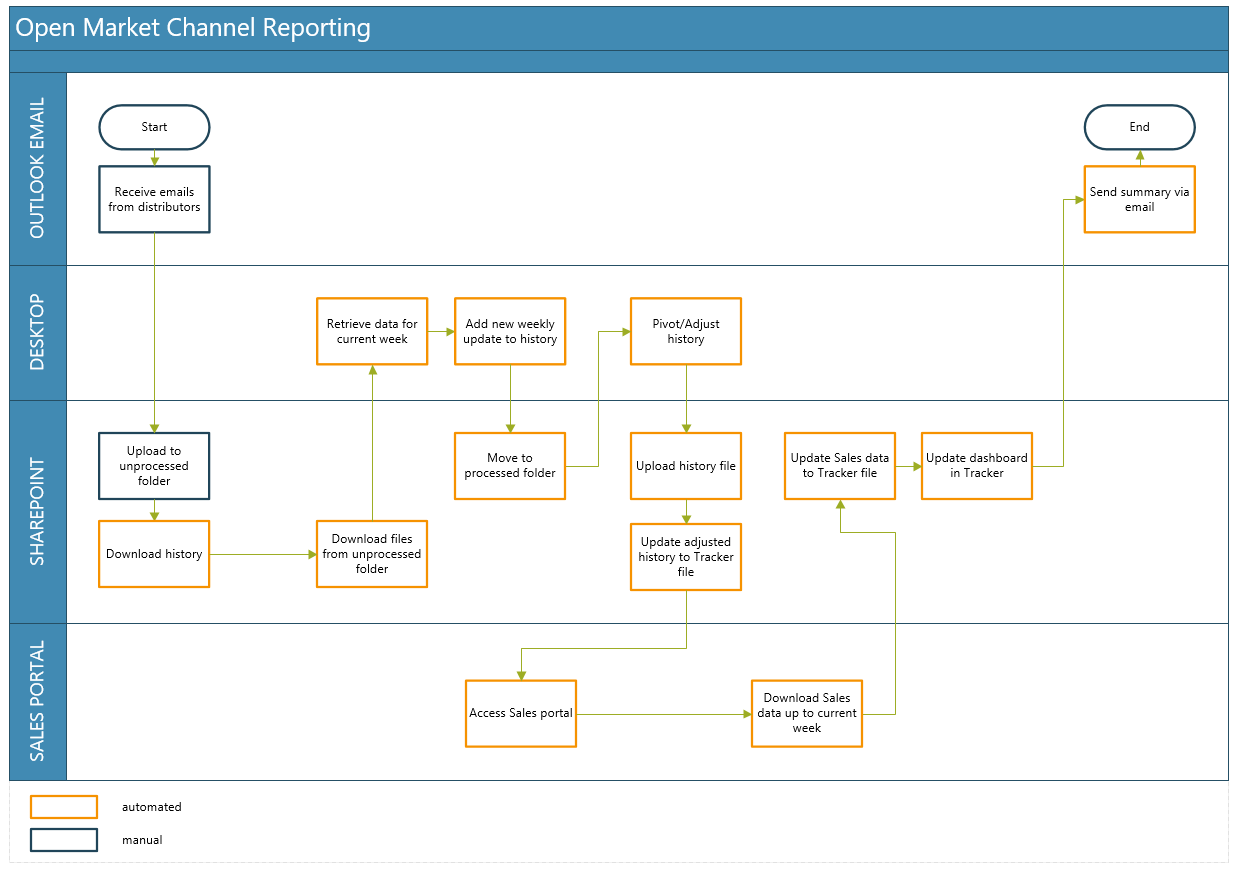 Open Market Channel Reporting
OUTLOOK EMAIL
Start
End
Receive emails
from distributors
Send summary via
email
DESKTOP
Retrieve data for
current week
Add new weekly
update to history
Pivot/Adjust
history
SHAREPOINT
Upload to
unprocessed
folder
Move to
processed folder
Upload history file
Update Sales data
to Tracker file
Update dashboard
in Tracker
Download history
Download files
from unprocessed
folder
Update adjusted
history to Tracker
file
SALES PORTAL
Access Sales portal
Download Sales
data up to current
week
automated
manual